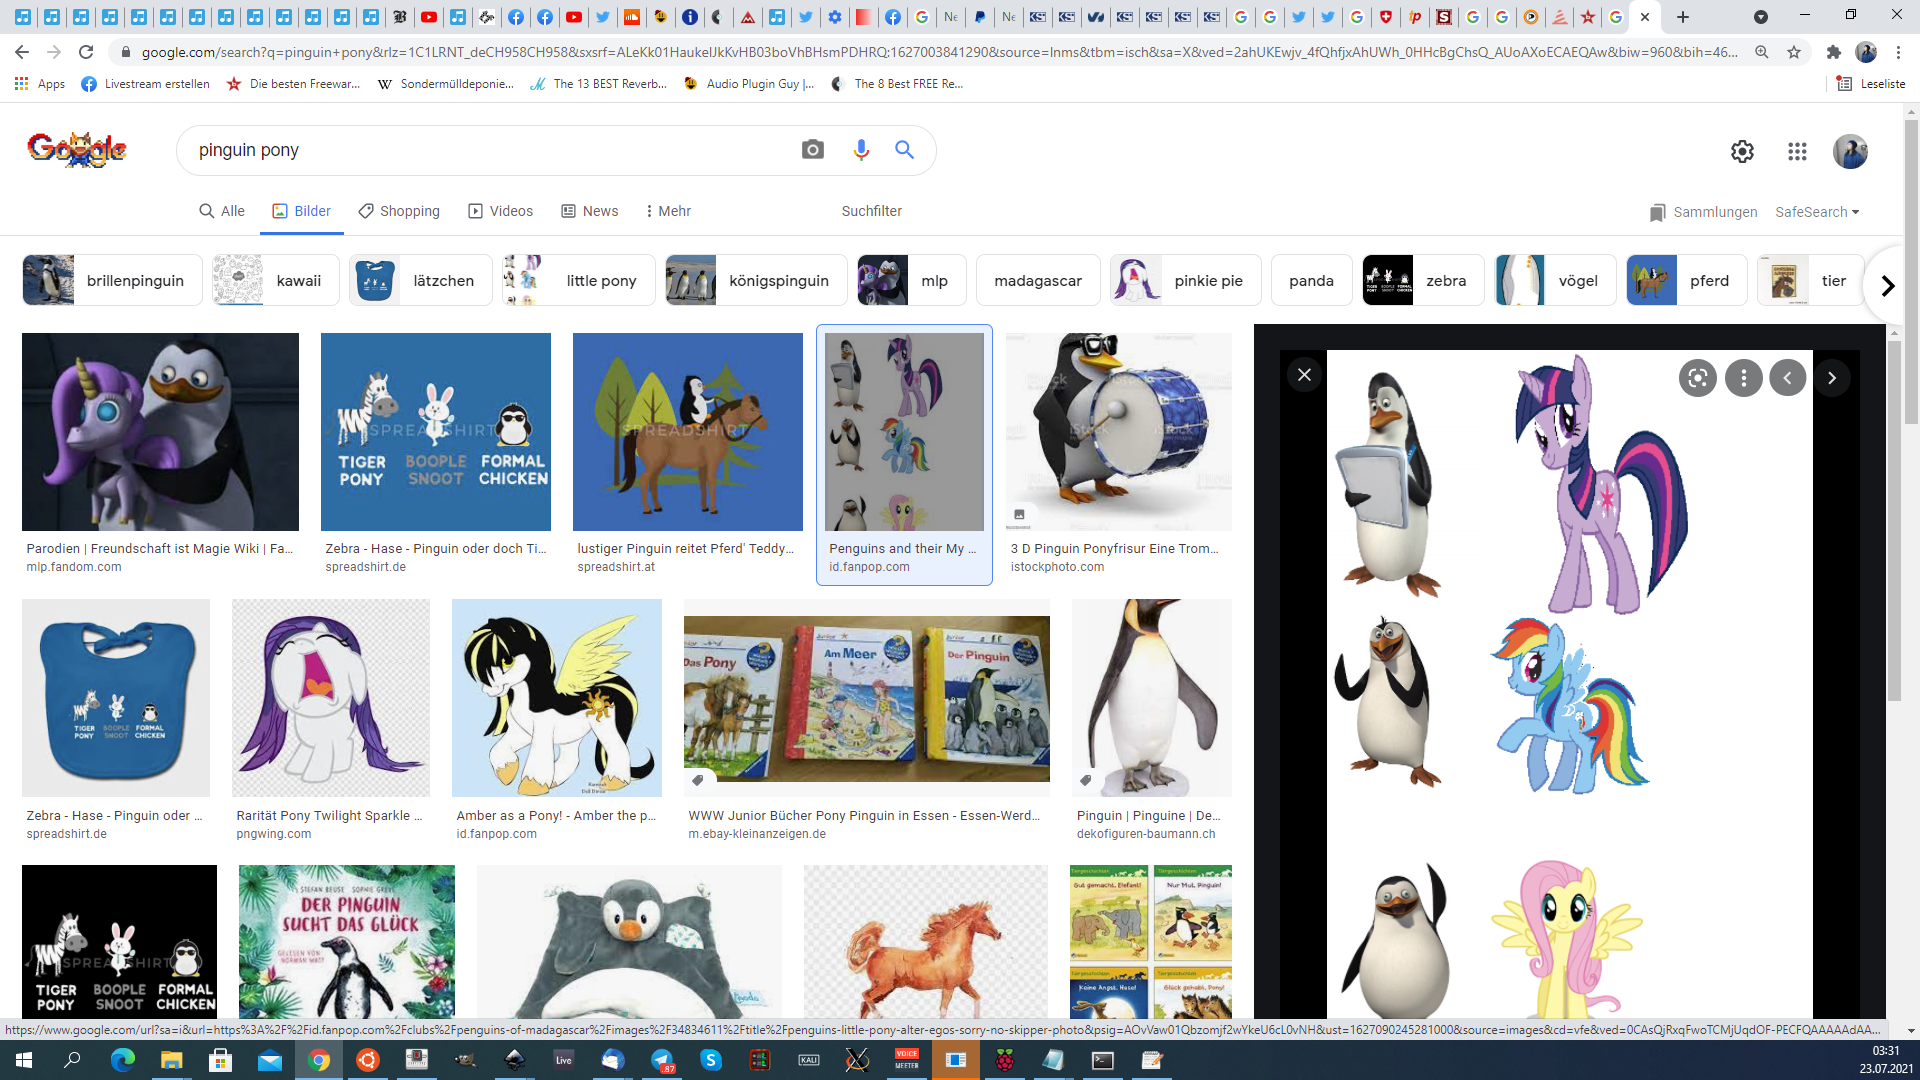 google.com/search?q=pinguin+pony&rlz=1C1LRNT_deCH958CH958&sxsrf=ALeKk01HaukeIJkKvHB03boVhBHsmPDHRQ:1627003841290&source=lnms&tbm=isch&sa=X&ved=2ahUKEwjv_4fQhfjxAhUWh_0HHcBgChsQ_AUoAXoECAEQAw&biw=960&bih=46...
Apps
Livestream erstellen
Die besten Freewar...
Sondermülldeponie...
The 13 BEST Reverb...
Audio Plugin Guy |...
The 8 Best FREE Re...
Leseliste
Google
pinguin pony
Alle
Bilder
Shopping
Videos
News
Mehr
Suchfilter
Sammlungen
SafeSearch
brillenpinguin
kawaii
lätzchen
little pony
königspinguin
mlp
madagascar
pinkie pie
panda
zebra
vögel
pferd
tier
SPREADSHIRT
TIGER PONY
BOOPLE SNOOT
FORMAL CHICKEN
SPREADSHIRT
iStock
Parodien | Freundschaft ist Magie Wiki | Fa...
mlp.fandom.com
Zebra - Hase - Pinguin oder doch Ti...
spreadshirt.de
lustiger Pinguin reitet Pferd' Teddy...
spreadshirt.at
Penguins and their My ...
id.fanpop.com
3 D Pinguin Ponyfrisur Eine Trom...
istockphoto.com
TIGER PONY
BOOPLE SNOOT
FORMAL CHICKEN
Das Pony
Am Meer
Der Pinguin
Zebra - Hase - Pinguin oder ...
spreadshirt.de
Rarität Pony Twilight Sparkle ...
pngwing.com
Amber as a Pony! - Amber the p...
id.fanpop.com
WWW Junior Bücher Pony Pinguin in Essen - Essen-Werd...
m.ebay-kleinanzeigen.de
Pinguin | Pinguine | De...
dekofiguren-baumann.ch
SPREADSHIRT
TIGER PONY
BOOPLE SNOOT
FORMAL CHICKEN
STEFAN BEUSE SOPHIE GREVE
DER PINGUIN
SUCHT DAS GLÜCK
GELESEN VON
Gut gemacht, Elefant!
Nur Mut, Pinguin!
Keine Angst, Hase!
Glück gehabt, Pony!
https://www.google.com/url?sa=i&url=https%3A%2F%2Fid.fanpop.com%2Fclubs%2Fpenguins-of-madagascar%2Fimages%2F34834611%2Ftitle%2Fpenguins-little-pony-alter-egos-sorry-no-skipper-photo&psig=AOvVaw01Qbzomjf2wYkeU6cL0vNH&ust=1627090245281000&source=images&cd=vfe&ved=0CAsQjRxqFwoTCMjUqdOF-PECFQAAAAAdAA...
Live
.87
KALI
VOICE
MEETER
03:31
23.07.2021